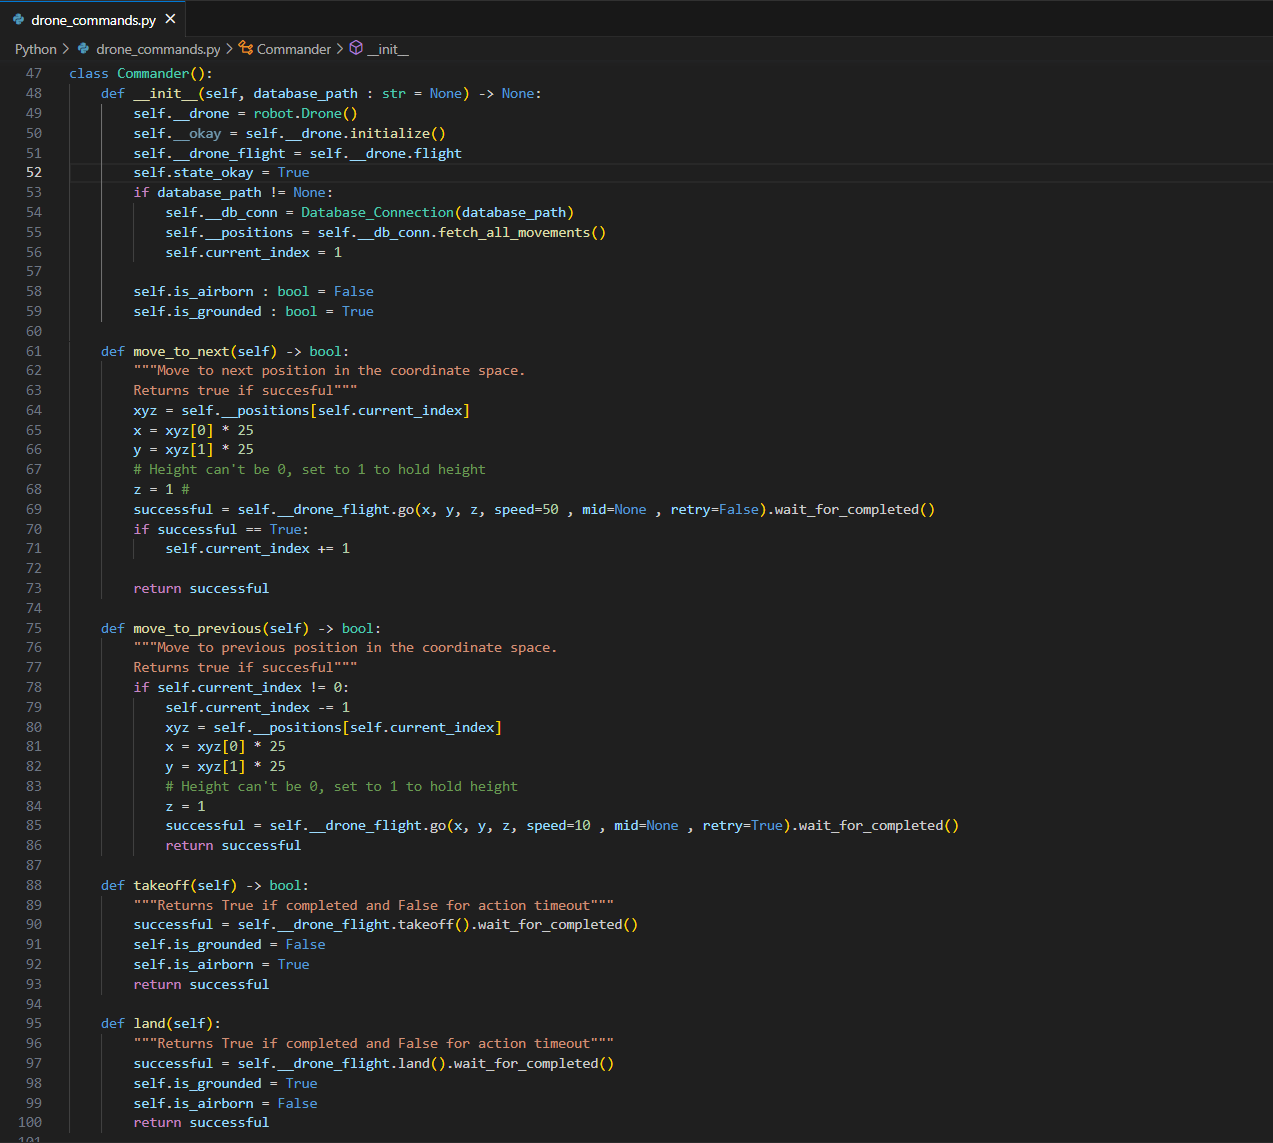 drone_commands.py ×
Python > drone_commands.py > Commander > __init__
47 class Commander():
48     def __init__(self, database_path : str = None) -> None:
49         self.__drone = robot.Drone()
50         self.__okay = self.__drone.initialize()
51         self.__drone_flight = self.__drone.flight
52         self.state_okay = True
53         if database_path != None:
54             self.__db_conn = Database_Connection(database_path)
55             self.__positions = self.__db_conn.fetch_all_movements()
56             self.current_index = 1
57
58         self.is_airborn : bool = False
59         self.is_grounded : bool = True
60
61     def move_to_next(self) -> bool:
62         """Move to next position in the coordinate space.
63         Returns true if succesful"""
64         xyz = self.__positions[self.current_index]
65         x = xyz[0] * 25
66         y = xyz[1] * 25
67         # Height can't be 0, set to 1 to hold height
68         z = 1 #
69         successful = self.__drone_flight.go(x, y, z, speed=50 , mid=None , retry=False).wait_for_completed()
70         if successful == True:
71             self.current_index += 1
72
73         return successful
74
75     def move_to_previous(self) -> bool:
76         """Move to previous position in the coordinate space.
77         Returns true if succesful"""
78         if self.current_index != 0:
79             self.current_index -= 1
80             xyz = self.__positions[self.current_index]
81             x = xyz[0] * 25
82             y = xyz[1] * 25
83             # Height can't be 0, set to 1 to hold height
84             z = 1
85             successful = self.__drone_flight.go(x, y, z, speed=10 , mid=None , retry=True).wait_for_completed()
86             return successful
87
88     def takeoff(self) -> bool:
89         """Returns True if completed and False for action timeout"""
90         successful = self.__drone_flight.takeoff().wait_for_completed()
91         self.is_grounded = False
92         self.is_airborn = True
93         return successful
94
95     def land(self):
96         """Returns True if completed and False for action timeout"""
97         successful = self.__drone_flight.land().wait_for_completed()
98         self.is_grounded = True
99         self.is_airborn = False
100         return successful
101